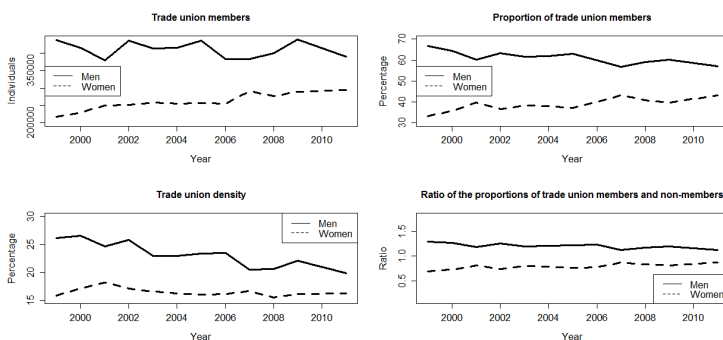 Trade union members
Individuals
350000
200000
Men
Women
2000 2002 2004 2006 2008 2010
Year
Proportion of trade union members
Percentage
70
60
50
40
30
Men
Women
2000 2002 2004 2006 2008 2010
Year
Trade union density
Percentage
30
25
20
15
Men
Women
2000 2002 2004 2006 2008 2010
Year
Ratio of the proportions of trade union members and non-members
Ratio
1.5
1.0
0.5
Men
Women
2000 2002 2004 2006 2008 2010
Year